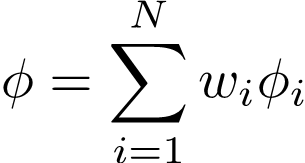 ϕ = ∑_{i=1}^{N} w_i ϕ_i